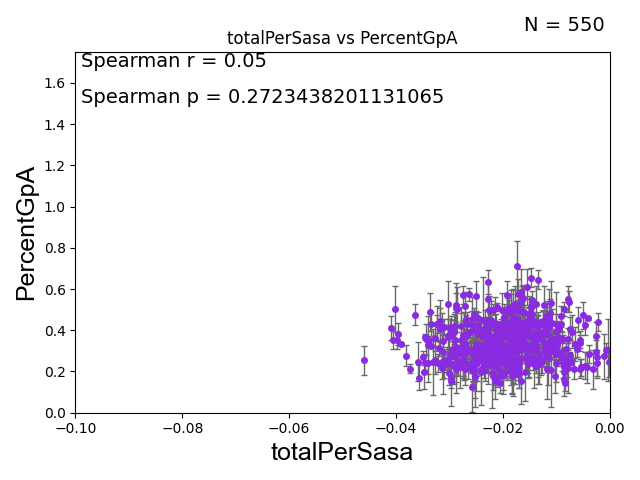 N = 550
totalPerSasa vs PercentGpA
Spearman r = 0.05
Spearman p = 0.2723438201131065
PercentGpA
1.6
1.4
1.2
1.0
0.8
0.6
0.4
0.2
0.0
−0.10
−0.08
−0.06
−0.04
−0.02
0.00
totalPerSasa